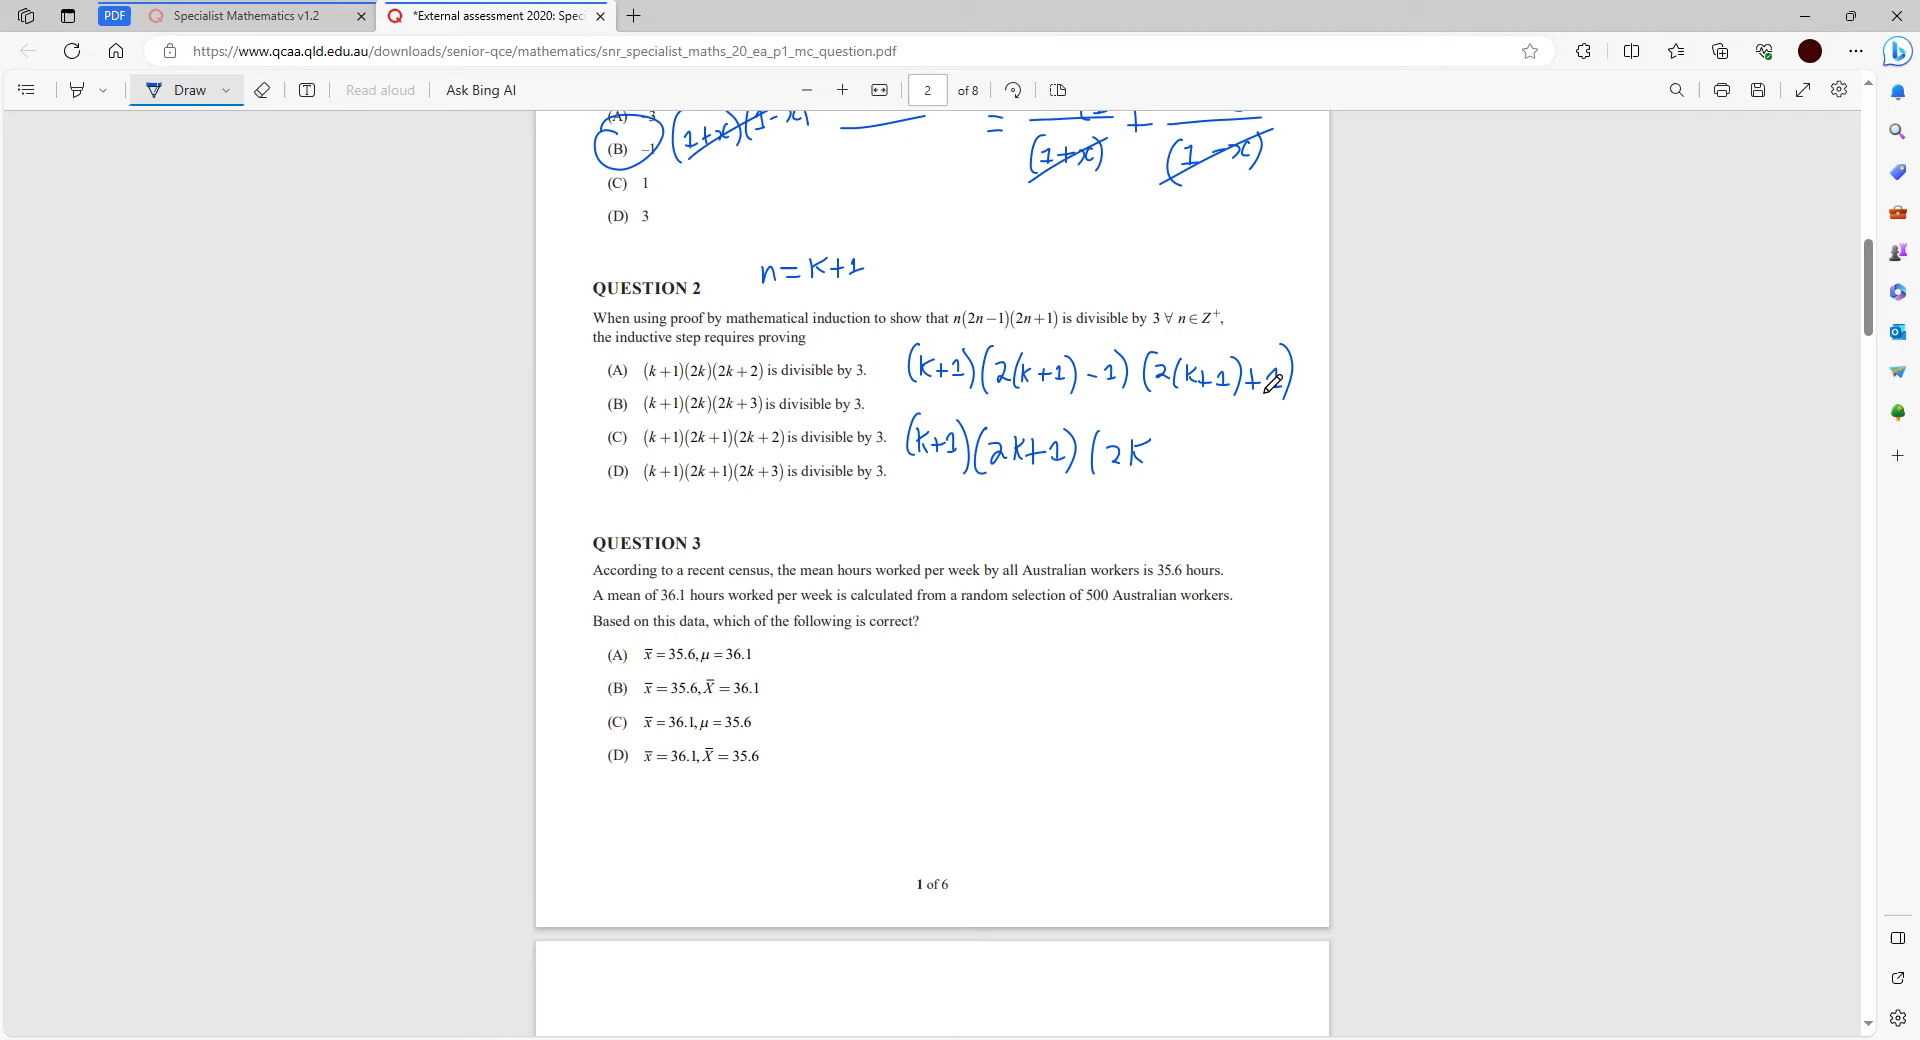 PDF
Specialist Mathematics v1.2
*External assessment 2020: Spec
https://www.qcaa.qld.edu.au/downloads/senior-qce/mathematics/snr_specialist_maths_20_ea_p1_mc_question.pdf
Draw
Read aloud
Ask Bing AI
2 of 8
(A) −3 (1+x)(1−x) = +
(B) −1 (1+x) (1−x)
(C) 1
(D) 3
n=k+1
QUESTION 2
When using proof by mathematical induction to show that n(2n−1)(2n+1) is divisible by 3 ∀ n∈Z⁺,
the inductive step requires proving
(A) (k+1)(2k)(2k+2) is divisible by 3.
(k+1)(2(k+1)-1)(2(k+1)+1)
(B) (k+1)(2k)(2k+3) is divisible by 3.
(C) (k+1)(2k+1)(2k+2) is divisible by 3.
(k+1)(2k+1)(2k
(D) (k+1)(2k+1)(2k+3) is divisible by 3.
QUESTION 3
According to a recent census, the mean hours worked per week by all Australian workers is 35.6 hours.
A mean of 36.1 hours worked per week is calculated from a random selection of 500 Australian workers.
Based on this data, which of the following is correct?
(A) x̄ = 35.6, μ = 36.1
(B) x̄ = 35.6, X̄ = 36.1
(C) x̄ = 36.1, μ = 35.6
(D) x̄ = 36.1, X̄ = 35.6
1 of 6